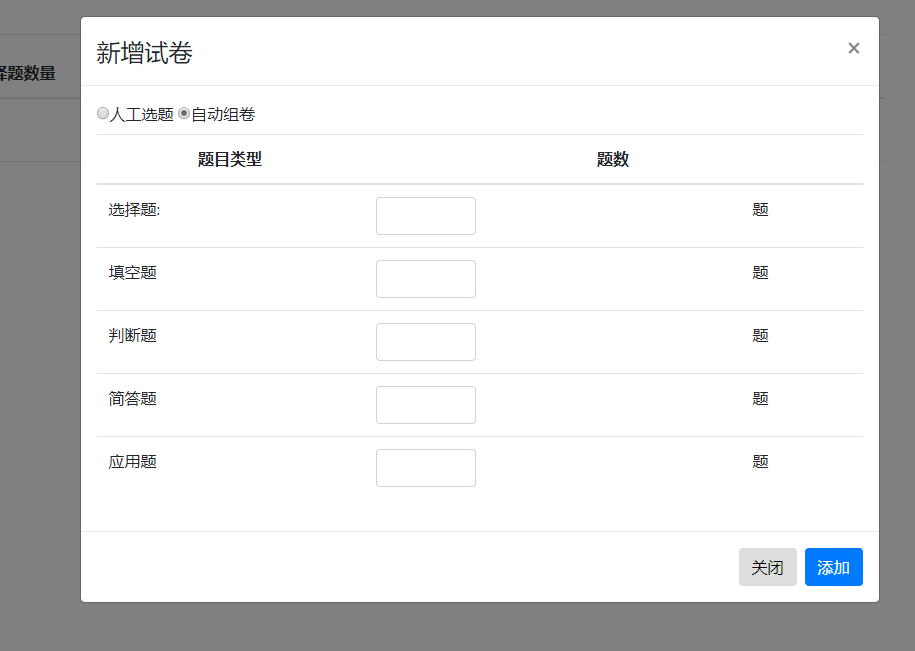 新增试卷
×
择题数量
人工选题 自动组卷
题目类型 题数
选择题: 题
填空题 题
判断题 题
简答题 题
应用题 题
关闭 添加